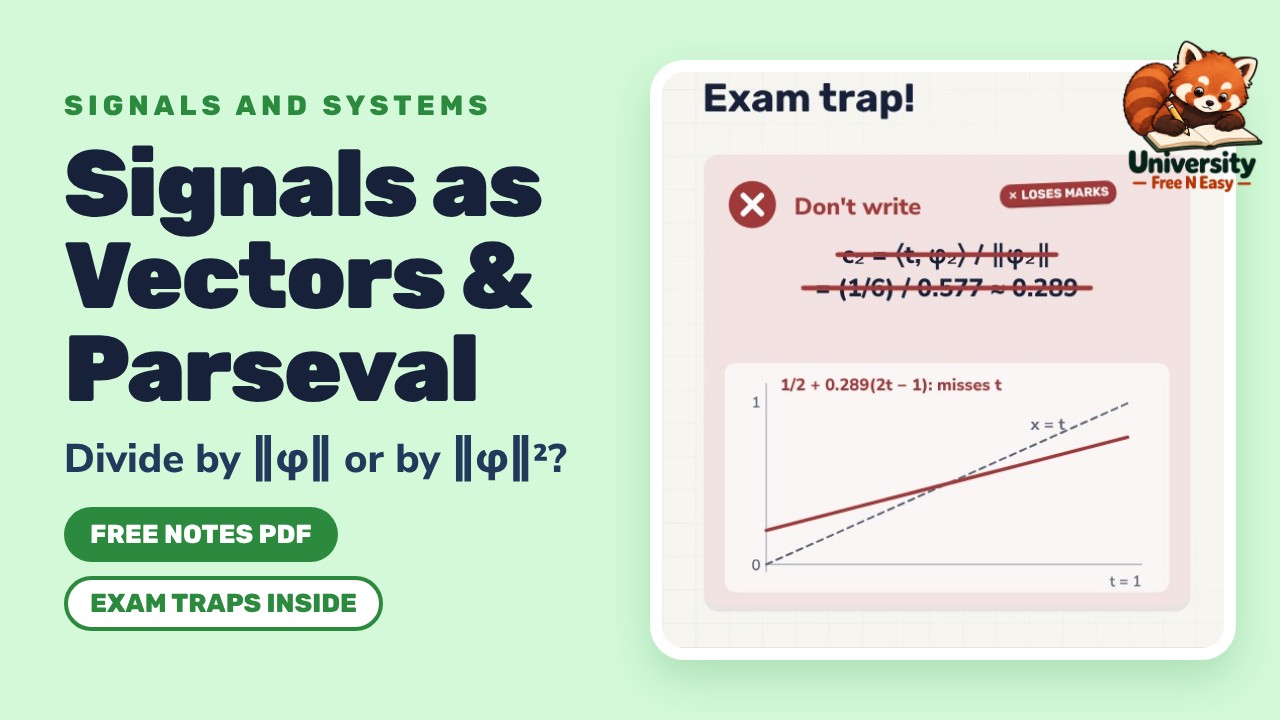 SIGNALS AND SYSTEMS
Signals as
Vectors &
Parseval
Divide by ‖φ‖ or by ‖φ‖²?
FREE NOTES PDF
EXAM TRAPS INSIDE
Exam trap!
Don't write
× LOSES MARKS
c₂ = ⟨t, φ₂⟩ / ‖φ₂‖
= (1/6) / 0.577 ≈ 0.289
1/2 + 0.289(2t − 1): misses t
1
x = t
0
t = 1
University
Free N Easy